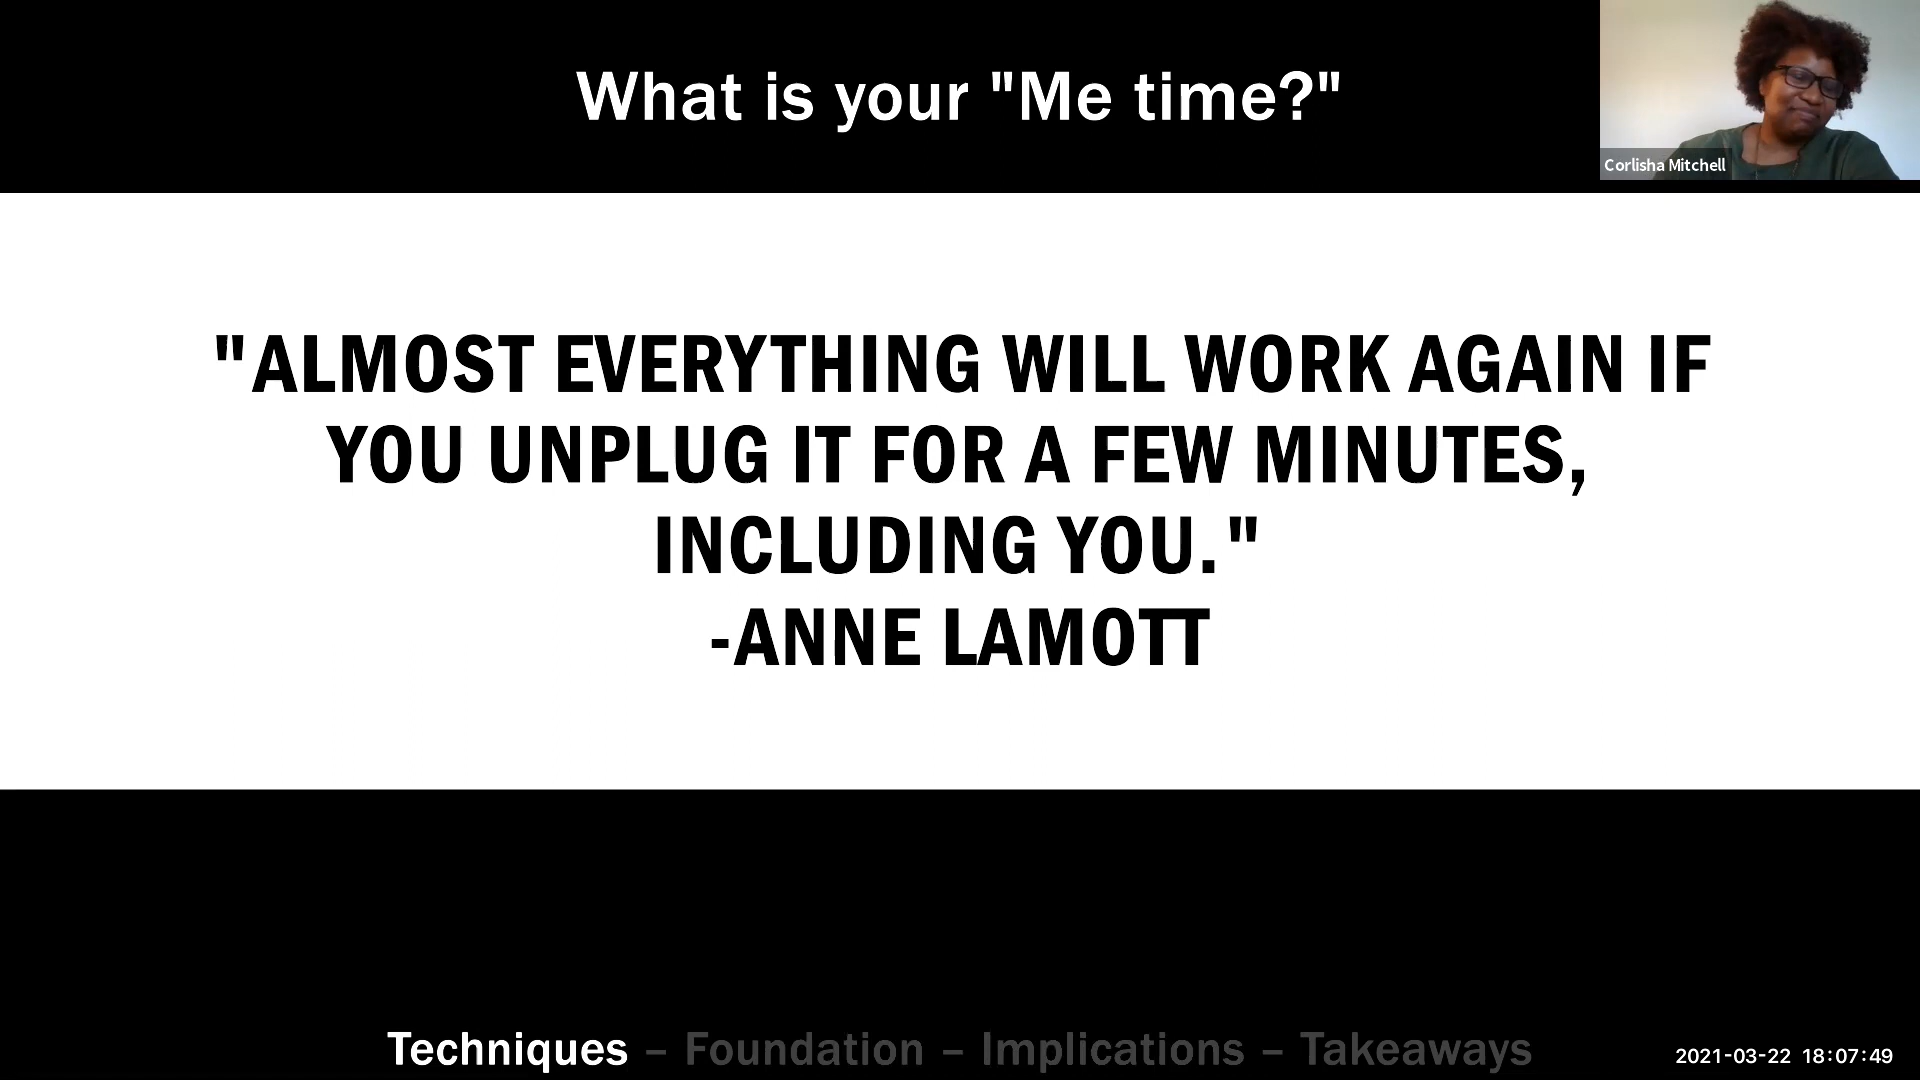 What is your "Me time?"
Corlisha Mitchell
"ALMOST EVERYTHING WILL WORK AGAIN IF
YOU UNPLUG IT FOR A FEW MINUTES,
INCLUDING YOU."
-ANNE LAMOTT
Techniques – Foundation – Implications – Takeaways
2021-03-22 18:07:49